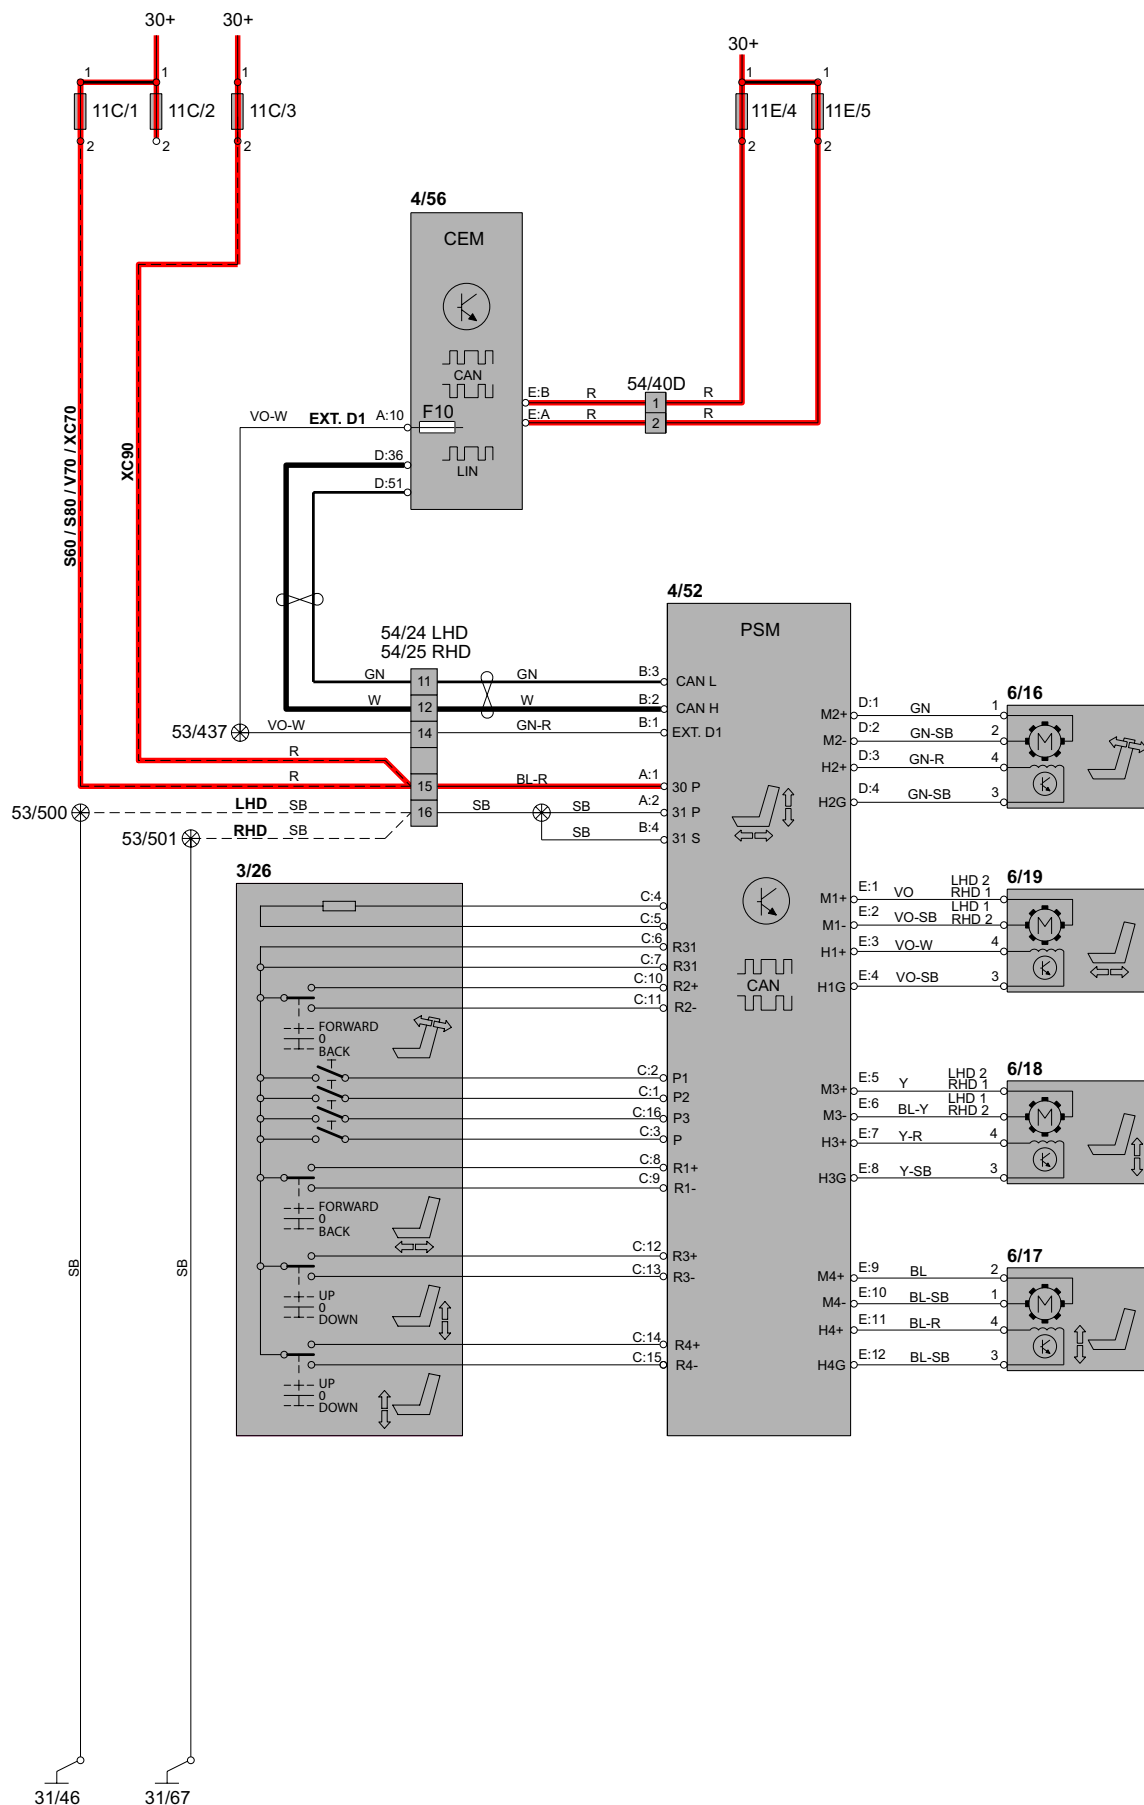 30+ 30+
30+
1 1 1 1 1
11C/1 11C/2 11C/3 11E/4 11E/5
2 2 2 2 2
4/56
CEM
CAN
LIN
F10
VO-W EXT. D1 A:10
D:36
D:51
E:B R 54/40D R
1
E:A R R
2
S60 / S80 / V70 / XC70
XC90
54/24 LHD
54/25 RHD
4/52
PSM
GN 11 GN B:3 CAN L
W 12 W B:2 CAN H
53/437 VO-W 14 GN-R B:1 EXT. D1
R
R 15 BL-R A:1 30 P
53/500 LHD SB 16 SB SB A:2 31 P
53/501 RHD SB SB B:4 31 S
6/16
M2+ D:1 GN 1
M2- D:2 GN-SB 2
H2+ D:3 GN-R 4
H2G D:4 GN-SB 3
M
3/26
C:4
C:5
C:6 R31
C:7 R31
C:10 R2+
C:11 R2-
FORWARD
0
BACK
C:2 P1
C:1 P2
C:16 P3
C:3 P
C:8 R1+
C:9 R1-
FORWARD
0
BACK
C:12 R3+
C:13 R3-
UP
0
DOWN
C:14 R4+
C:15 R4-
UP
0
DOWN
CAN
6/19
M1+ E:1 VO LHD 2
RHD 1
M1- E:2 VO-SB LHD 1
RHD 2
H1+ E:3 VO-W 4
H1G E:4 VO-SB 3
M
6/18
M3+ E:5 Y LHD 2
RHD 1
M3- E:6 BL-Y LHD 1
RHD 2
H3+ E:7 Y-R 4
H3G E:8 Y-SB 3
M
6/17
M4+ E:9 BL 2
M4- E:10 BL-SB 1
H4+ E:11 BL-R 4
H4G E:12 BL-SB 3
M
SB SB
31/46 31/67